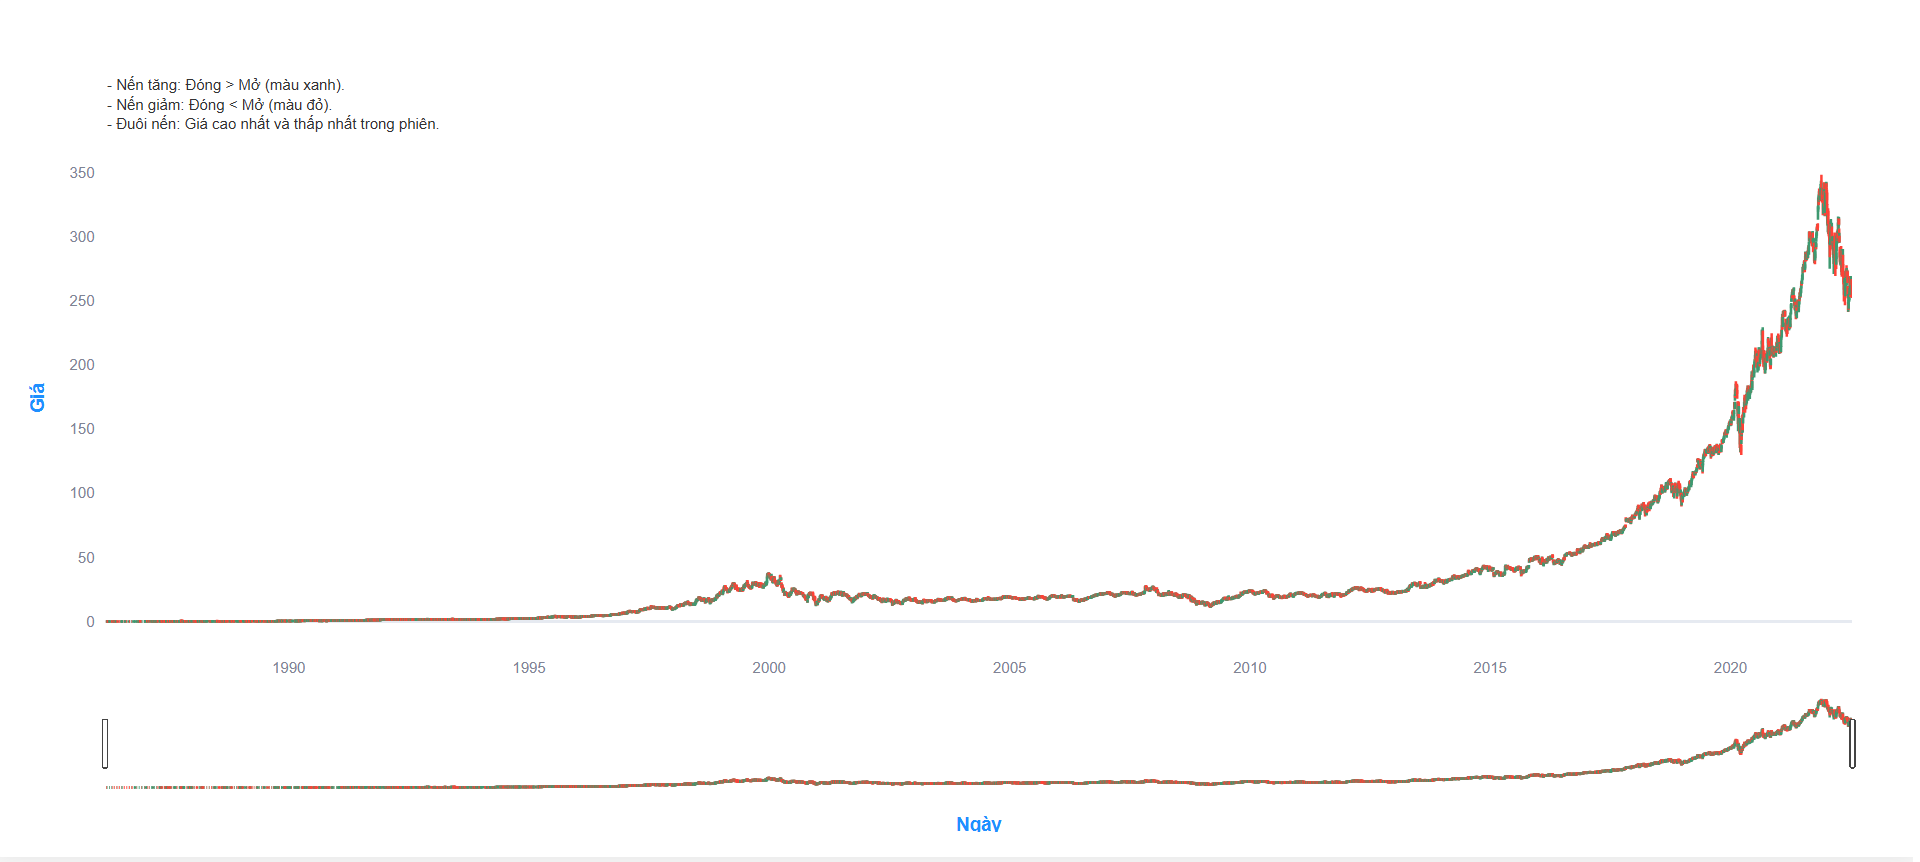 - Nến tăng: Đóng > Mở (màu xanh).
- Nến giảm: Đóng < Mở (màu đỏ).
- Đuôi nến: Giá cao nhất và thấp nhất trong phiên.
350
300
250
200
150
100
50
0
Giá
1990 1995 2000 2005 2010 2015 2020
Ngày